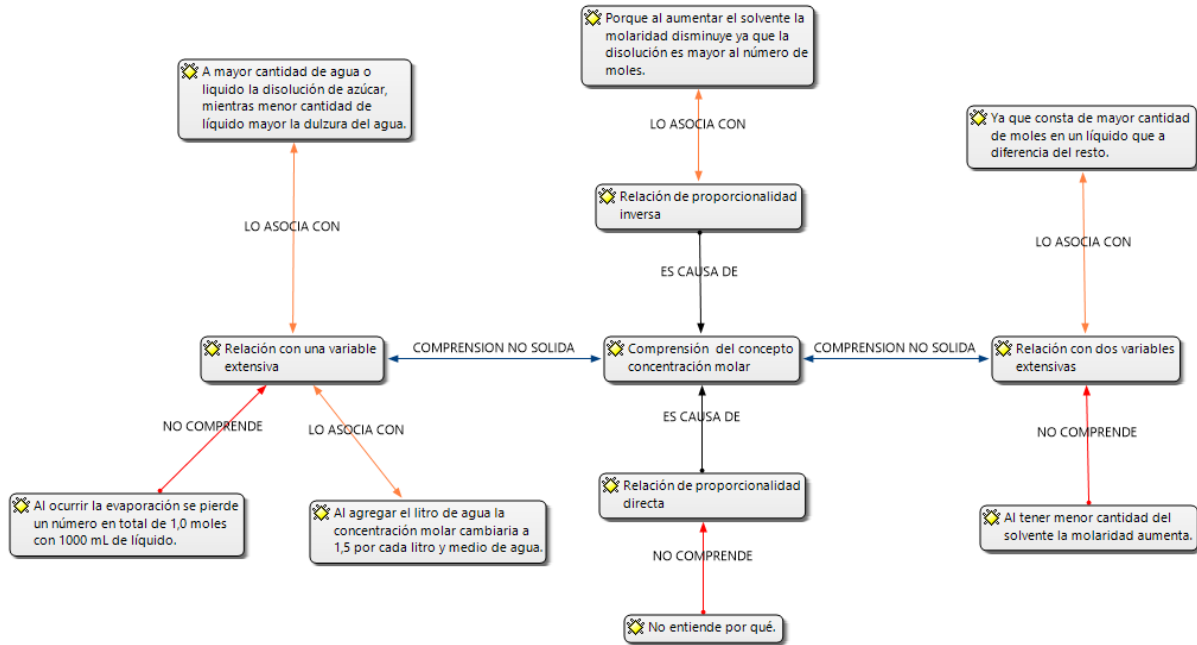 Porque al aumentar el solvente la
molaridad disminuye ya que la
disolución es mayor al número de
moles.
A mayor cantidad de agua o
liquido la disolución de azúcar,
mientras menor cantidad de
líquido mayor la dulzura del agua.
LO ASOCIA CON
Ya que consta de mayor cantidad
de moles en un líquido que a
diferencia del resto.
Relación de proporcionalidad
inversa
LO ASOCIA CON
LO ASOCIA CON
ES CAUSA DE
Relación con una variable
extensiva
COMPRENSION NO SOLIDA
Comprensión  del concepto
concentración molar
COMPRENSION NO SOLIDA
Relación con dos variables
extensivas
NO COMPRENDE
LO ASOCIA CON
ES CAUSA DE
NO COMPRENDE
Relación de proporcionalidad
directa
Al ocurrir la evaporación se pierde
un número en total de 1,0 moles
con 1000 mL de líquido.
Al agregar el litro de agua la
concentración molar cambiaria a
1,5 por cada litro y medio de agua.
Al tener menor cantidad del
solvente la molaridad aumenta.
NO COMPRENDE
No entiende por qué.